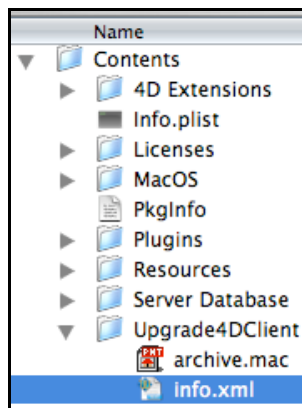 Name
Contents
4D Extensions
Info.plist
Licenses
MacOS
PkgInfo
Plugins
Resources
Server Database
Upgrade4DClient
archive.mac
info.xml